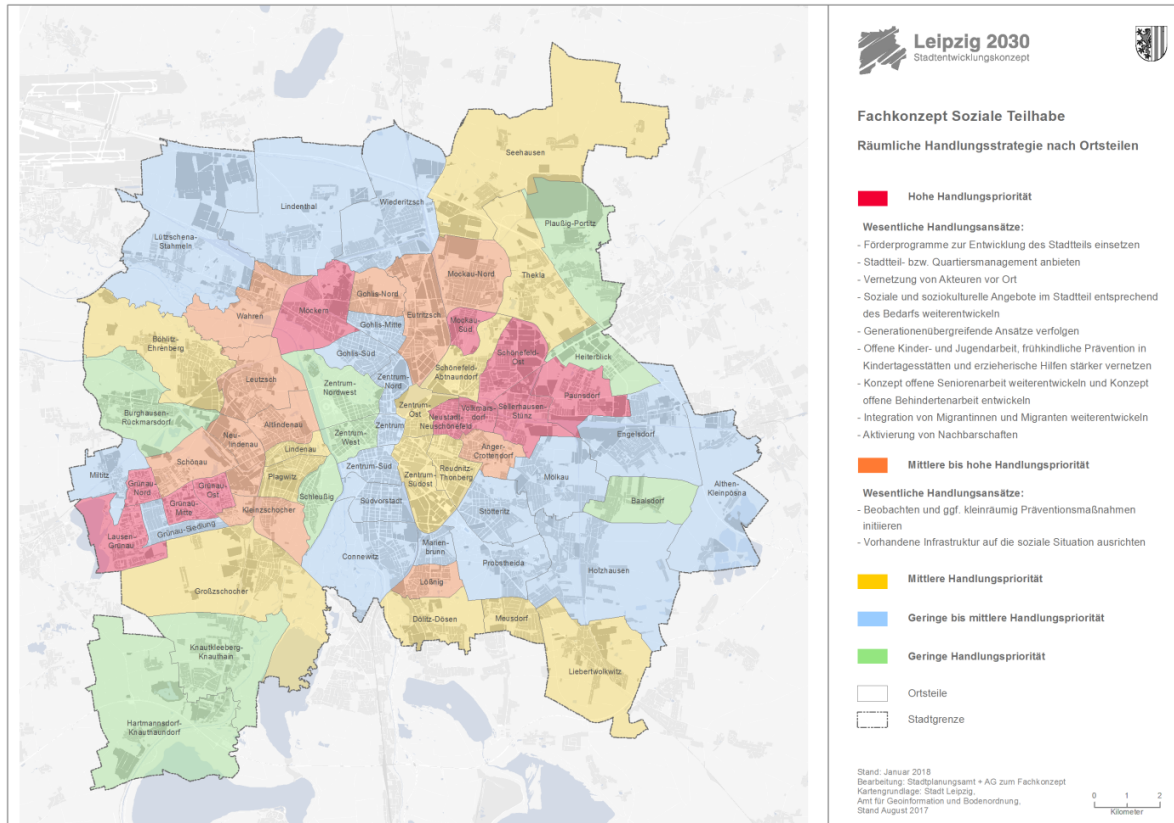 Leipzig 2030
Stadtentwicklungskonzept
Fachkonzept Soziale Teilhabe
Räumliche Handlungsstrategie nach Ortsteilen
Hohe Handlungspriorität
Wesentliche Handlungsansätze:
- Förderprogramme zur Entwicklung des Stadtteils einsetzen
- Stadtteil- bzw. Quartiersmanagement anbieten
- Vernetzung von Akteuren vor Ort
- Soziale und soziokulturelle Angebote im Stadtteil entsprechend
des Bedarfs weiterentwickeln
- Generationenübergreifende Ansätze verfolgen
- Offene Kinder- und Jugendarbeit, frühkindliche Prävention in
Kindertagesstätten und erzieherische Hilfen stärker vernetzen
- Konzept offene Seniorenarbeit weiterentwickeln und Konzept
offene Behindertenarbeit entwickeln
- Integration von Migrantinnen und Migranten weiterentwickeln
- Aktivierung von Nachbarschaften
Mittlere bis hohe Handlungspriorität
Wesentliche Handlungsansätze:
- Beobachten und ggf. kleinräumig Präventionsmaßnahmen
initiieren
- Vorhandene Infrastruktur auf die soziale Situation ausrichten
Mittlere Handlungspriorität
Geringe bis mittlere Handlungspriorität
Geringe Handlungspriorität
Ortsteile
Stadtgrenze
Stand: Januar 2018
Bearbeitung: Stadtplanungsamt + AG zum Fachkonzept
Kartengrundlage: Stadt Leipzig,
Amt für Geoinformation und Bodenordnung,
Stand August 2017
0 1 2
Kilometer
Seehausen
Lindenthal
Wiederitzsch
Plaußig-Portitz
Lützschena-
Stahmeln
Mockau-Nord
Thekla
Gohlis-Nord
Möckern
Wahren
Eutritzsch
Mockau-
Süd
Gohlis-Mitte
Böhlitz-
Ehrenberg
Gohlis-Süd
Schönefeld-
Ost
Heiterblick
Zentrum-
Nord
Schönefeld-
Abtnaundorf
Leutzsch
Zentrum-
Nordwest
Paunsdorf
Burghausen-
Rückmarsdorf
Zentrum-
Ost
Volkmars-
dorf
Sellerhausen-
Stünz
Altlindenau
Neustadt-
Neuschönefeld
Zentrum
Zentrum-
West
Engelsdorf
Neu-
lindenau
Lindenau
Anger-
Crottendorf
Schönau
Zentrum-Süd
Reudnitz-
Thonberg
Mölkau
Miltitz
Grünau-
Nord
Grünau-
Ost
Plagwitz
Zentrum-
Südost
Althen-
Kleinpösna
Schleußig
Südvorstadt
Baalsdorf
Grünau-
Mitte
Kleinzschocher
Stötteritz
Grünau-Siedlung
Lausen-
Grünau
Marien-
brunn
Connewitz
Probstheida
Holzhausen
Lößnig
Großzschocher
Dölitz-Dösen
Meusdorf
Knautkleeberg-
Knauthain
Liebertwolkwitz
Hartmannsdorf-
Knautnaundorf